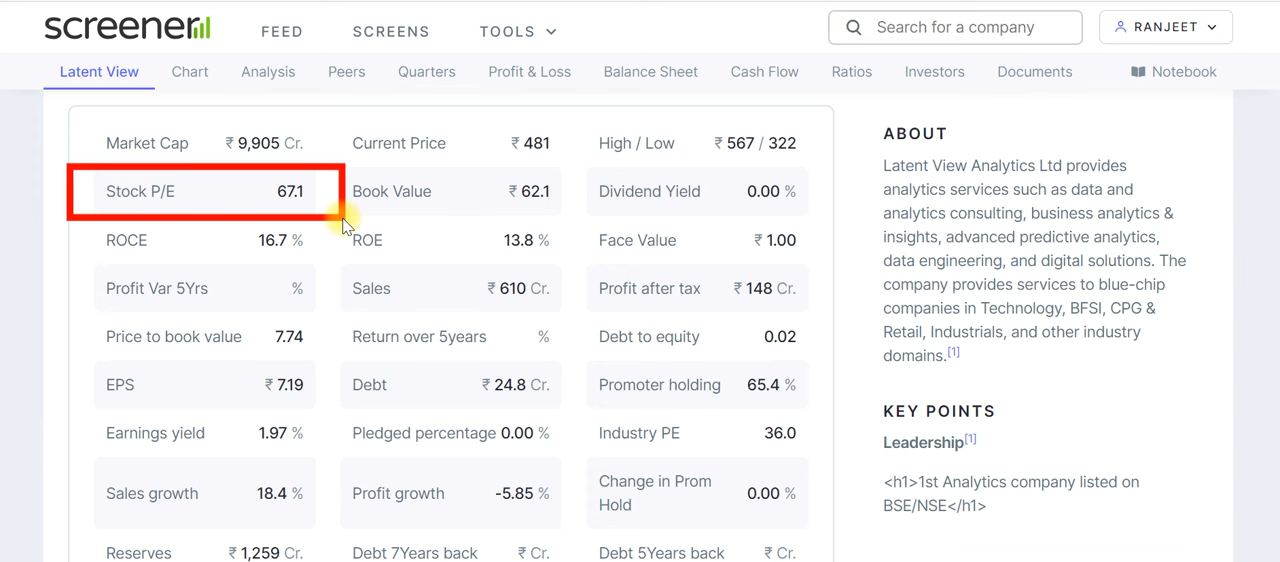 screener
FEED SCREENS TOOLS
Search for a company
RANJEET
Latent View Chart Analysis Peers Quarters Profit & Loss Balance Sheet Cash Flow Ratios Investors Documents Notebook
Market Cap ₹ 9,905 Cr. Current Price ₹ 481 High / Low ₹ 567 / 322
Stock P/E 67.1 Book Value ₹ 62.1 Dividend Yield 0.00 %
ROCE 16.7 % ROE 13.8 % Face Value ₹ 1.00
Profit Var 5Yrs % Sales ₹ 610 Cr. Profit after tax ₹ 148 Cr.
Price to book value 7.74 Return over 5years % Debt to equity 0.02
EPS ₹ 7.19 Debt ₹ 24.8 Cr. Promoter holding 65.4 %
Earnings yield 1.97 % Pledged percentage 0.00 % Industry PE 36.0
Sales growth 18.4 % Profit growth -5.85 % Change in Prom Hold 0.00 %
Reserves ₹ 1,259 Cr. Debt 7Years back ₹ Cr. Debt 5Years back ₹ Cr.
ABOUT
Latent View Analytics Ltd provides
analytics services such as data and
analytics consulting, business analytics &
insights, advanced predictive analytics,
data engineering, and digital solutions. The
company provides services to blue-chip
companies in Technology, BFSI, CPG &
Retail, Industrials, and other industry
domains.[1]
KEY POINTS
Leadership[1]
<h1>1st Analytics company listed on
BSE/NSE</h1>